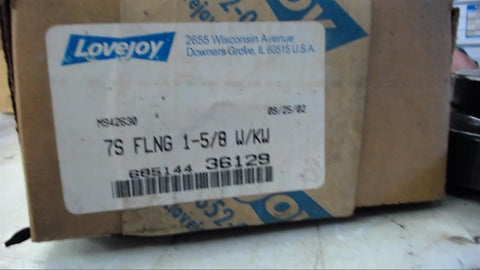 Lovejoy
2655 Wisconsin Avenue
Downers Grove, IL 60515 U.S.A.
M942630
09/25/02
7S FLNG 1-5/8 W/KW
685144 36129